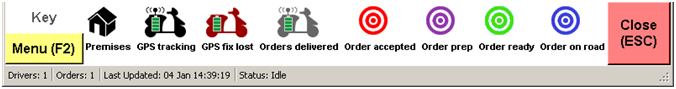 Key
Menu (F2)
Premises
GPS tracking
GPS fix lost
Orders delivered
Order accepted
Order prep
Order ready
Order on road
Close
(ESC)
Drivers: 1 Orders: 1 Last Updated: 04 Jan 14:39:19 Status: Idle